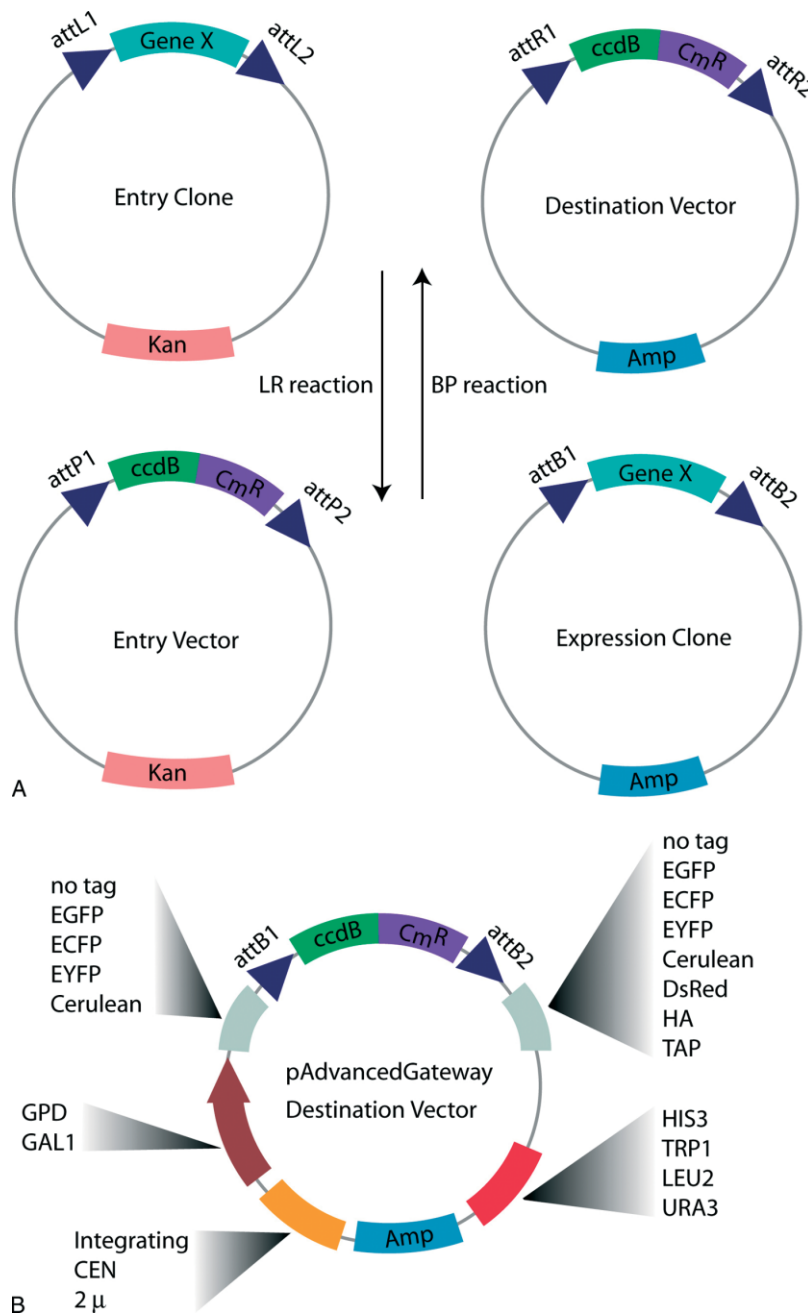 attL1
Gene X
attL2
Entry Clone
Kan
attR1
ccdB
CmR
attR2
Destination Vector
Amp
LR reaction
BP reaction
attP1
ccdB
CmR
attP2
Entry Vector
Kan
attB1
Gene X
attB2
Expression Clone
Amp
A
no tag
EGFP
ECFP
EYFP
Cerulean
attB1
ccdB
CmR
attB2
no tag
EGFP
ECFP
EYFP
Cerulean
DsRed
HA
TAP
pAdvancedGateway
Destination Vector
GPD
GAL1
HIS3
TRP1
LEU2
URA3
Integrating
CEN
2 μ
Amp
B